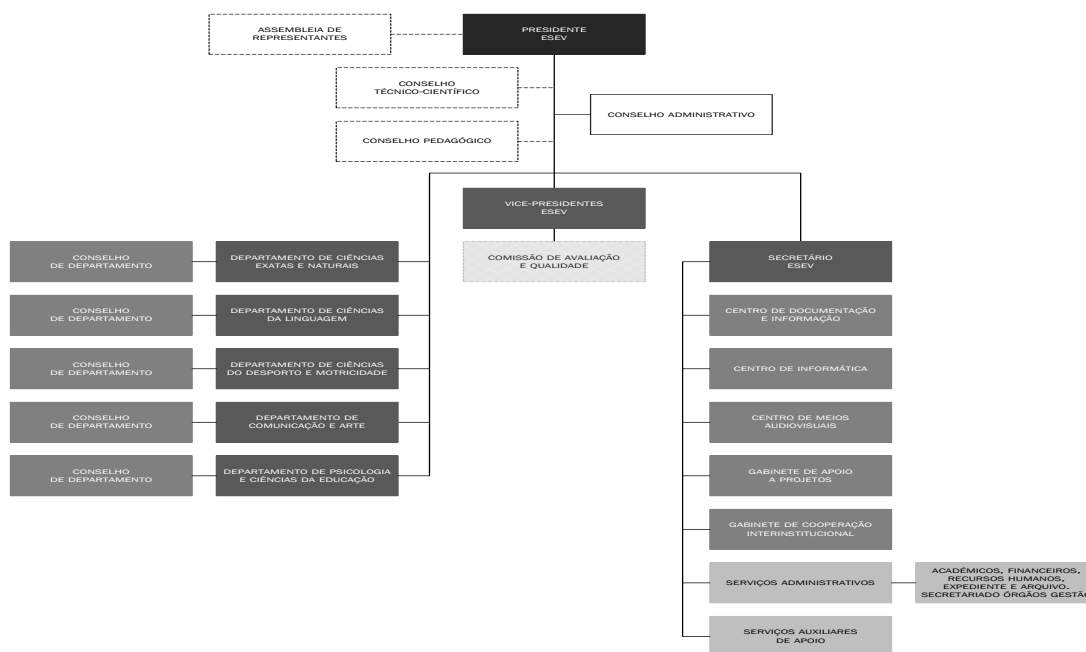 ASSEMBLEIA DE
REPRESENTANTES
PRESIDENTE
ESEV
CONSELHO
TÉCNICO-CIENTÍFICO
CONSELHO ADMINISTRATIVO
CONSELHO PEDAGÓGICO
VICE-PRESIDENTES
ESEV
CONSELHO
DE DEPARTAMENTO
DEPARTAMENTO DE CIÊNCIAS
EXATAS E NATURAIS
COMISSÃO DE AVALIAÇÃO
E QUALIDADE
SECRETÁRIO
ESEV
CONSELHO
DE DEPARTAMENTO
DEPARTAMENTO DE CIÊNCIAS
DA LINGUAGEM
CENTRO DE DOCUMENTAÇÃO
E INFORMAÇÃO
CONSELHO
DE DEPARTAMENTO
DEPARTAMENTO DE CIÊNCIAS
DO DESPORTO E MOTRICIDADE
CENTRO DE INFORMÁTICA
CONSELHO
DE DEPARTAMENTO
DEPARTAMENTO DE
COMUNICAÇÃO E ARTE
CENTRO DE MEIOS
AUDIOVISUAIS
CONSELHO
DE DEPARTAMENTO
DEPARTAMENTO DE PSICOLOGIA
E CIÊNCIAS DA EDUCAÇÃO
GABINETE DE APOIO
A PROJETOS
GABINETE DE COOPERAÇÃO
INTERINSTITUCIONAL
SERVIÇOS ADMINISTRATIVOS
ACADÉMICOS, FINANCEIROS,
RECURSOS HUMANOS,
EXPEDIENTE E ARQUIVO.
SECRETARIADO ÓRGÃOS GESTÃO
SERVIÇOS AUXILIARES
DE APOIO